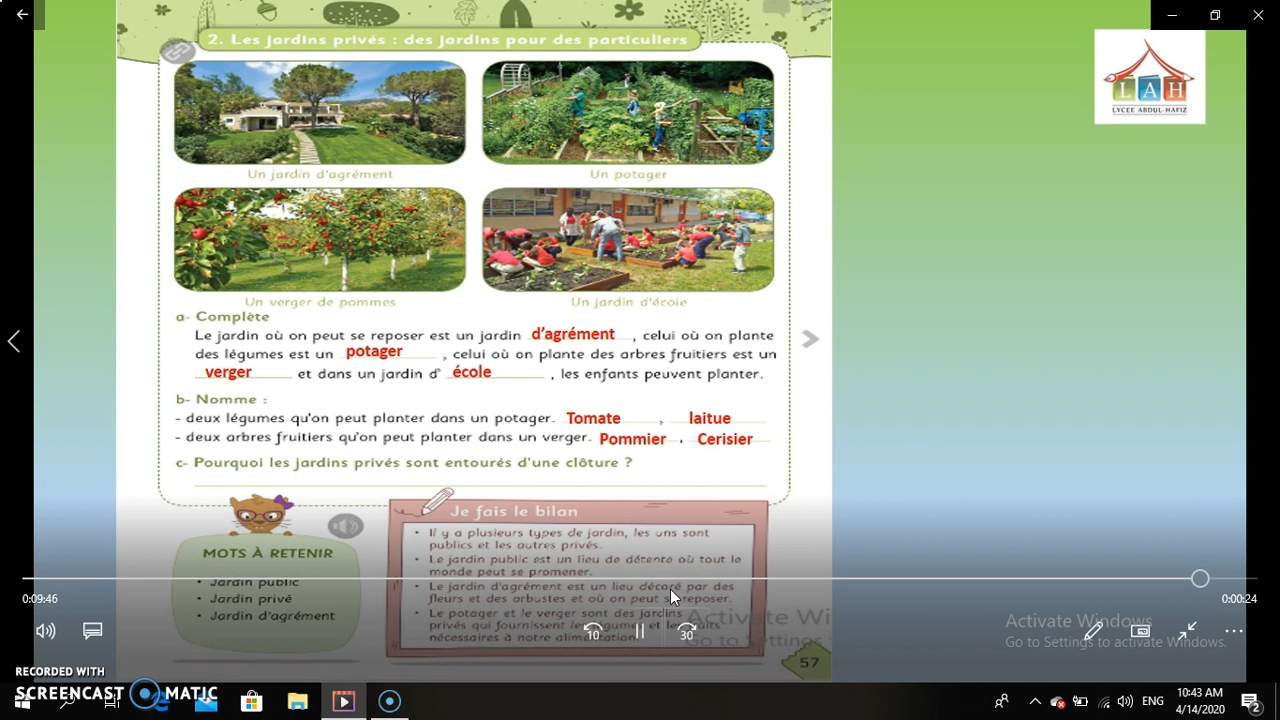 2. Les jardins privés : des jardins pour des particuliers
LAH
LYCEE ABDUL-HAFIZ
Un jardin d'agrément
Un potager
Un verger de pommes
Un jardin d'école
a- Complète
Le jardin où on peut se reposer est un jardin d'agrément , celui où on plante
des légumes est un potager , celui où on plante des arbres fruitiers est un
verger et dans un jardin d' école , les enfants peuvent planter.
b- Nomme :
- deux légumes qu'on peut planter dans un potager. Tomate , laitue
- deux arbres fruitiers qu'on peut planter dans un verger. Pommier , Cerisier
c- Pourquoi les jardins privés sont entourés d'une clôture ?
MOTS À RETENIR
• Jardin public
• Jardin privé
• Jardin d'agrément
Je fais le bilan
• Il y a plusieurs types de jardin, les uns sont
publics et les autres privés.
• Le jardin public est un lieu de détente où tout le
monde peut se promener.
• Le jardin d'agrément est un lieu décoré par des
fleurs et des arbustes et où on peut se reposer.
• Le potager et le verger sont des jardins
privés qui fournissent les légumes et les fruits
nécessaires à notre alimentation.
57
0:09:46
0:00:24
10
30
Activate Wi
Go to Settings
Activate Windows
Go to Settings to activate Windows.
RECORDED WITH
SCREENCAST MATIC
ENG
10:43 AM
4/14/2020
2